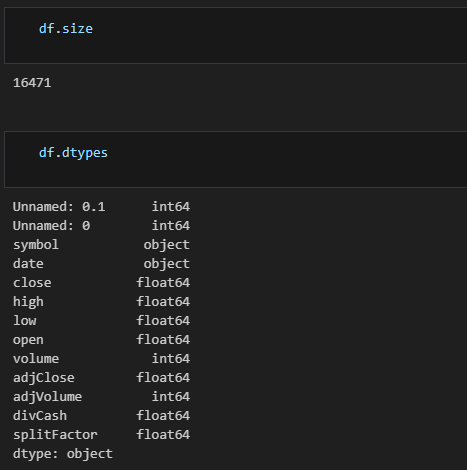 df.size
16471
df.dtypes
Unnamed: 0.1      int64
Unnamed: 0        int64
symbol           object
date             object
close           float64
high            float64
low             float64
open            float64
volume            int64
adjClose        float64
adjVolume         int64
divCash         float64
splitFactor     float64
dtype: object